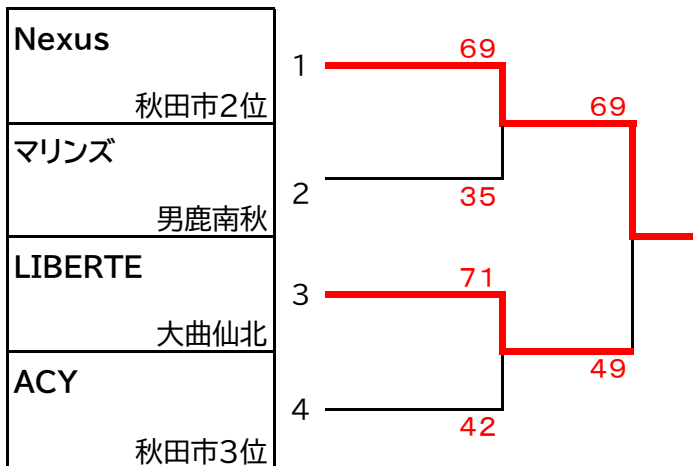 Nexus
秋田市2位
マリンズ
男鹿南秋
LIBERTE
大曲仙北
ACY
秋田市3位
1
2
3
4
69
35
71
42
69
49